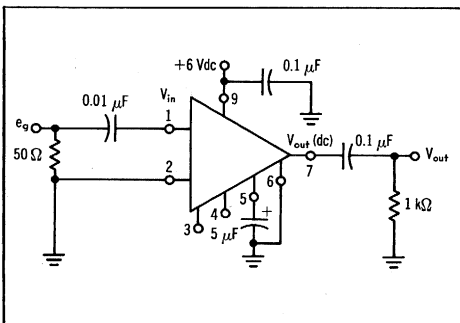 +6 Vdc
0.1 µF
0.01 µF
Vin
9
eg
1
50 Ω
Vout (dc)
0.1 µF
Vout
7
2
6
5
+
4
3
5 µF
1 kΩ